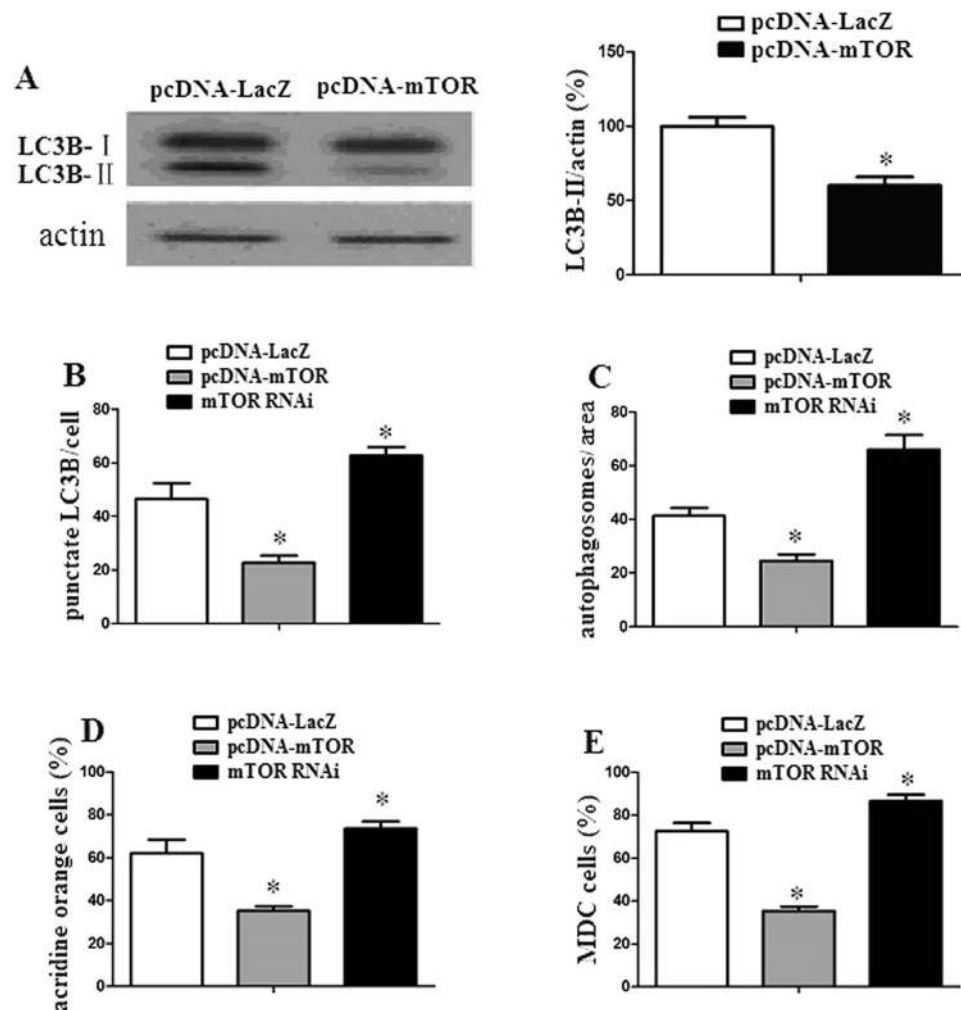 A
pcDNA-LacZ pcDNA-mTOR
LC3B-Ⅰ
LC3B-Ⅱ
actin
pcDNA-LacZ
pcDNA-mTOR
LC3B-II/actin (%)
150
100
50
0
*
B
pcDNA-LacZ
pcDNA-mTOR
mTOR RNAi
punctate LC3B/cell
80
60
40
20
0
*
*
C
pcDNA-LacZ
pcDNA-mTOR
mTOR RNAi
autophagosomes/area
80
60
40
20
0
*
*
D
pcDNA-LacZ
pcDNA-mTOR
mTOR RNAi
acridine orange cells (%)
100
80
60
40
20
0
*
*
E
pcDNA-LacZ
pcDNA-mTOR
mTOR RNAi
MDC cells (%)
100
80
60
40
20
0
*
*